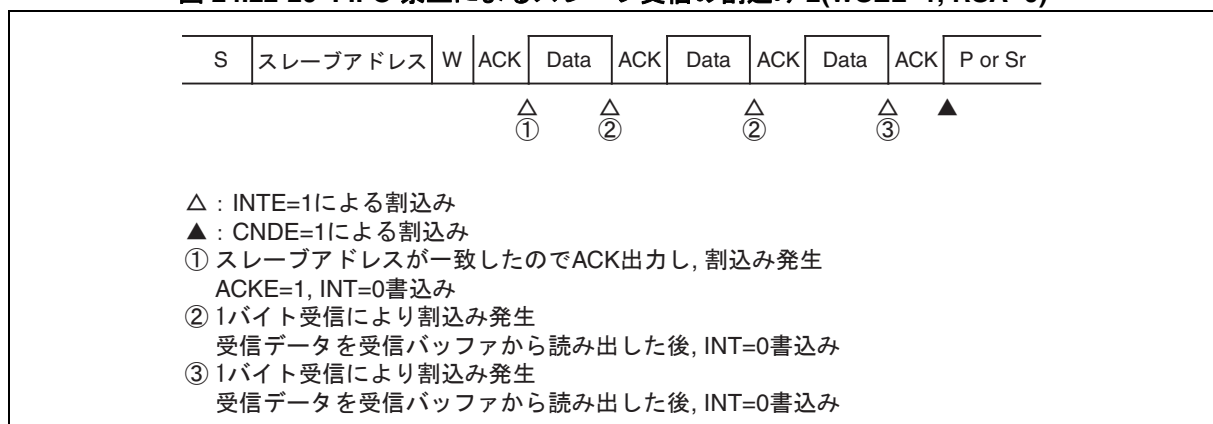 S スレーブアドレス W ACK Data ACK Data ACK Data ACK P or Sr
△ △ △ △ ▲
① ② ② ③
△ : INTE=1による割込み
▲ : CNDE=1による割込み
① スレーブアドレスが一致したのでACK出力し, 割込み発生
ACKE=1, INT=0書込み
② 1バイト受信により割込み発生
受信データを受信バッファから読み出した後, INT=0書込み
③ 1バイト受信により割込み発生
受信データを受信バッファから読み出した後, INT=0書込み